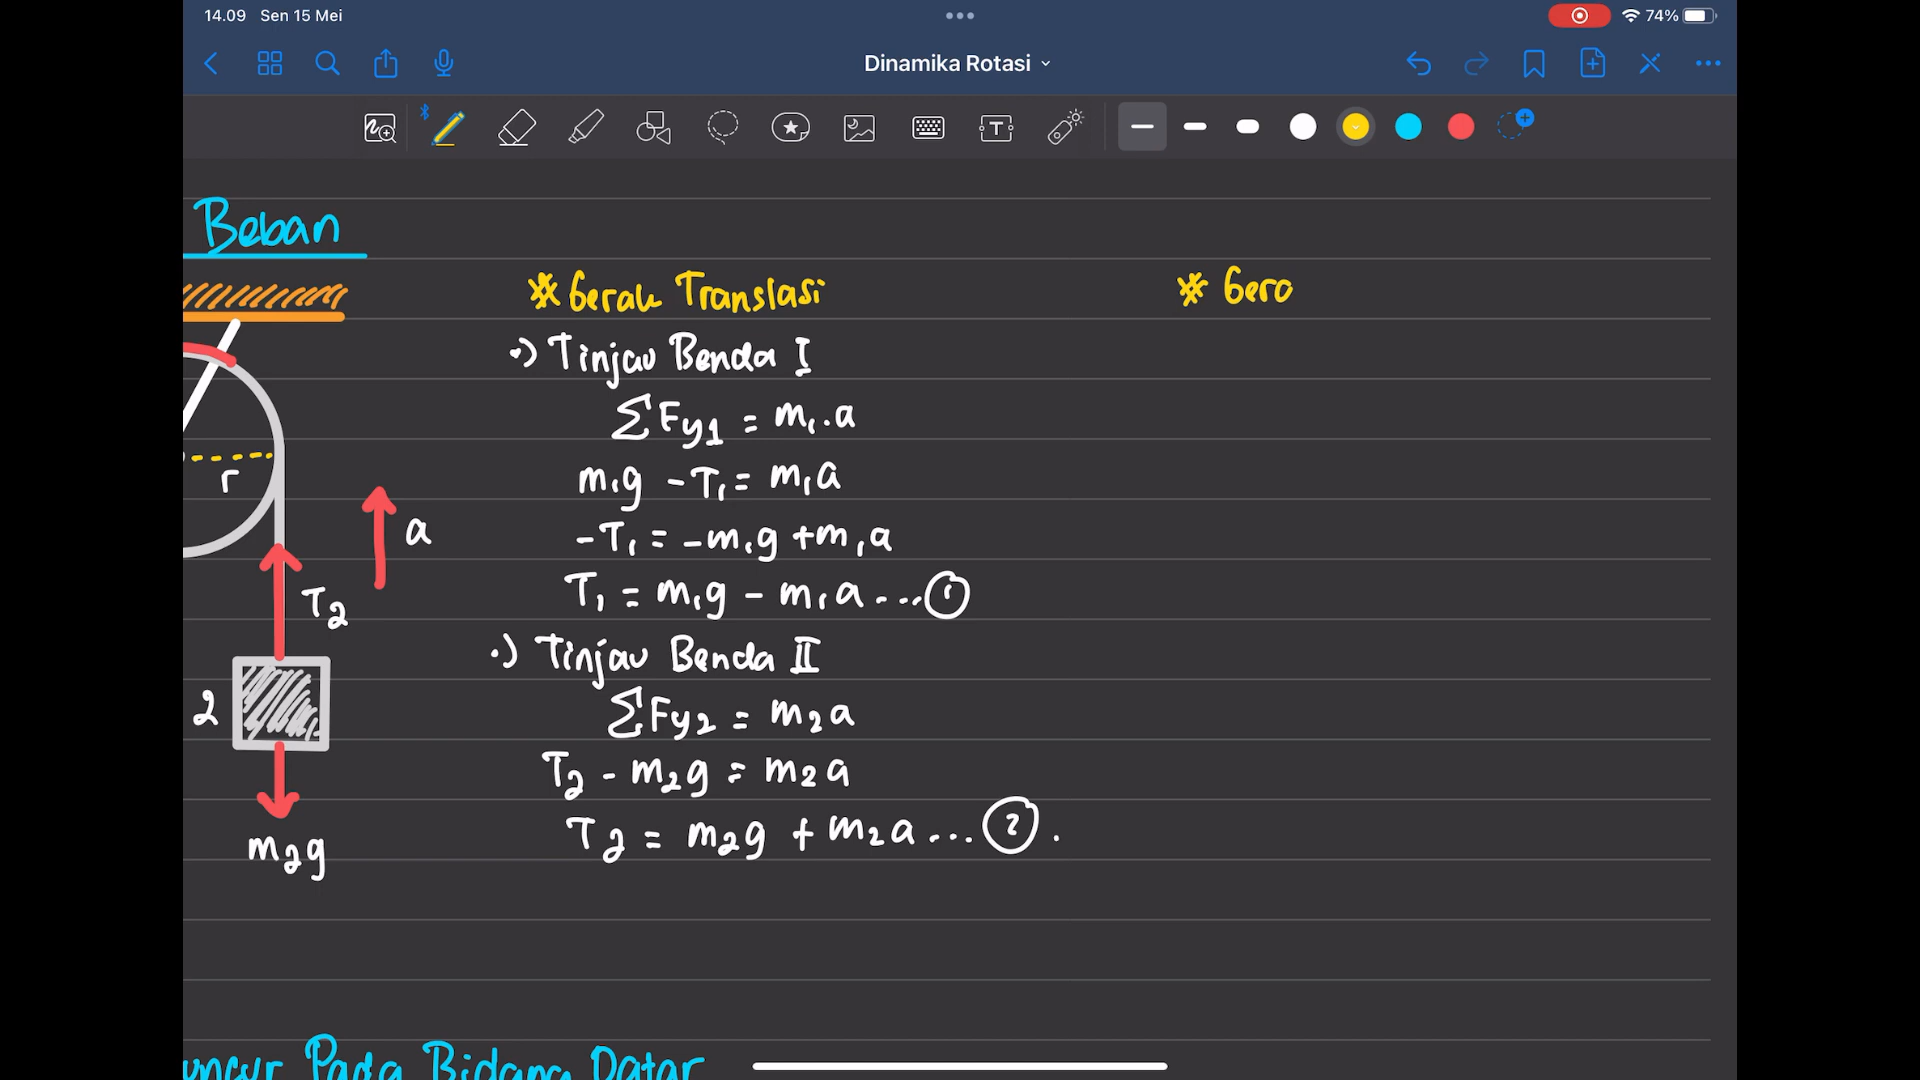 14.09 Sen 15 Mei
74%
Dinamika Rotasi
Beban
* Gerak Translasi
•) Tinjau Benda I
ΣFy1 = m1.a
m1g - T1 = m1a
-T1 = -m1g + m1a
T1 = m1g - m1a ... ①
•) Tinjau Benda II
ΣFy2 = m2a
T2 - m2g = m2a
T2 = m2g + m2a ... ② .
* Gera
r
a
T2
2
m2g
Pada Bidang Datar